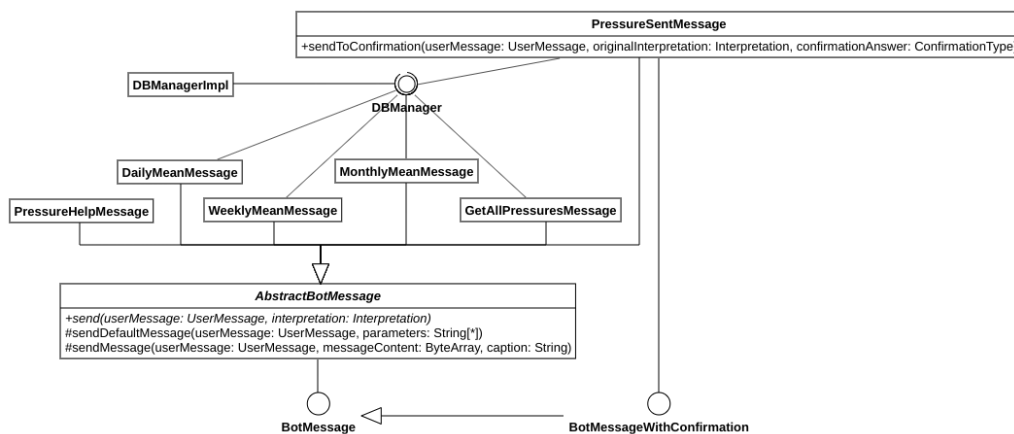 PressureSentMessage
+sendToConfirmation(userMessage: UserMessage, originalInterpretation: Interpretation, confirmationAnswer: ConfirmationType)
DBManagerImpl
DBManager
DailyMeanMessage
MonthlyMeanMessage
PressureHelpMessage
WeeklyMeanMessage
GetAllPressuresMessage
AbstractBotMessage
+send(userMessage: UserMessage, interpretation: Interpretation)
#sendDefaultMessage(userMessage: UserMessage, parameters: String[*])
#sendMessage(userMessage: UserMessage, messageContent: ByteArray, caption: String)
BotMessage
BotMessageWithConfirmation